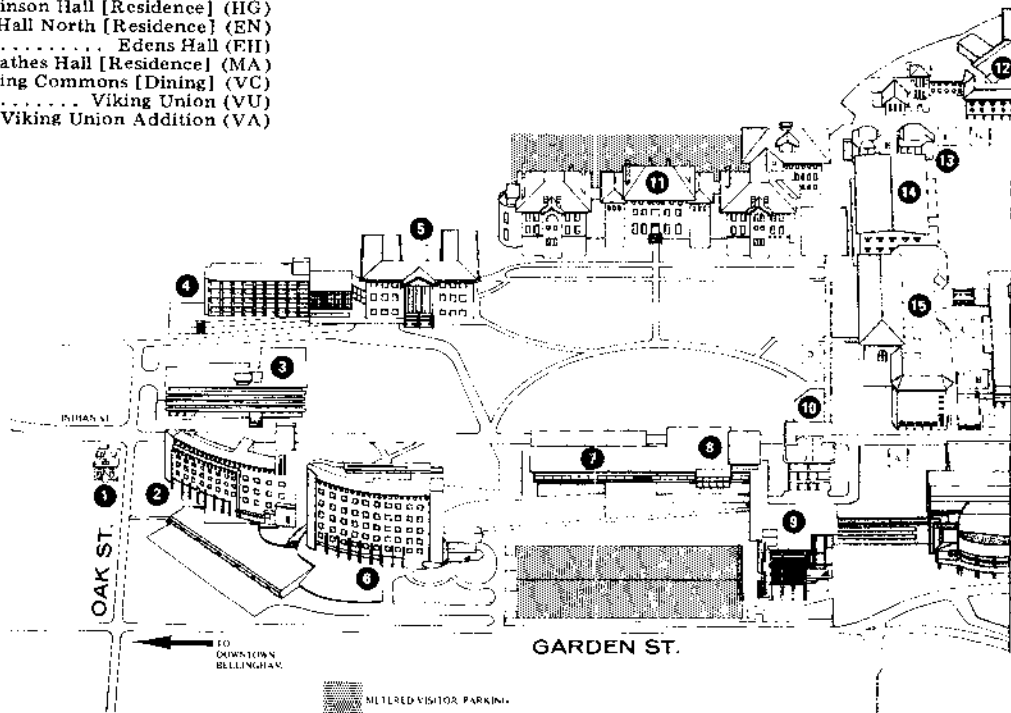 inson Hall [Residence] (HG)
Hall North [Residence] (EN)
......... Edens Hall (EH)
athes Hall [Residence] (MA)
ing Commons [Dining] (VC)
....... Viking Union (VU)
Viking Union Addition (VA)
12
13
11
14
5
4
15
3
INDIAN ST.
10
7
8
1
2
9
OAK ST.
6
GARDEN ST.
TO
DOWNTOWN
BELLINGHAM
METERED VISITOR PARKING